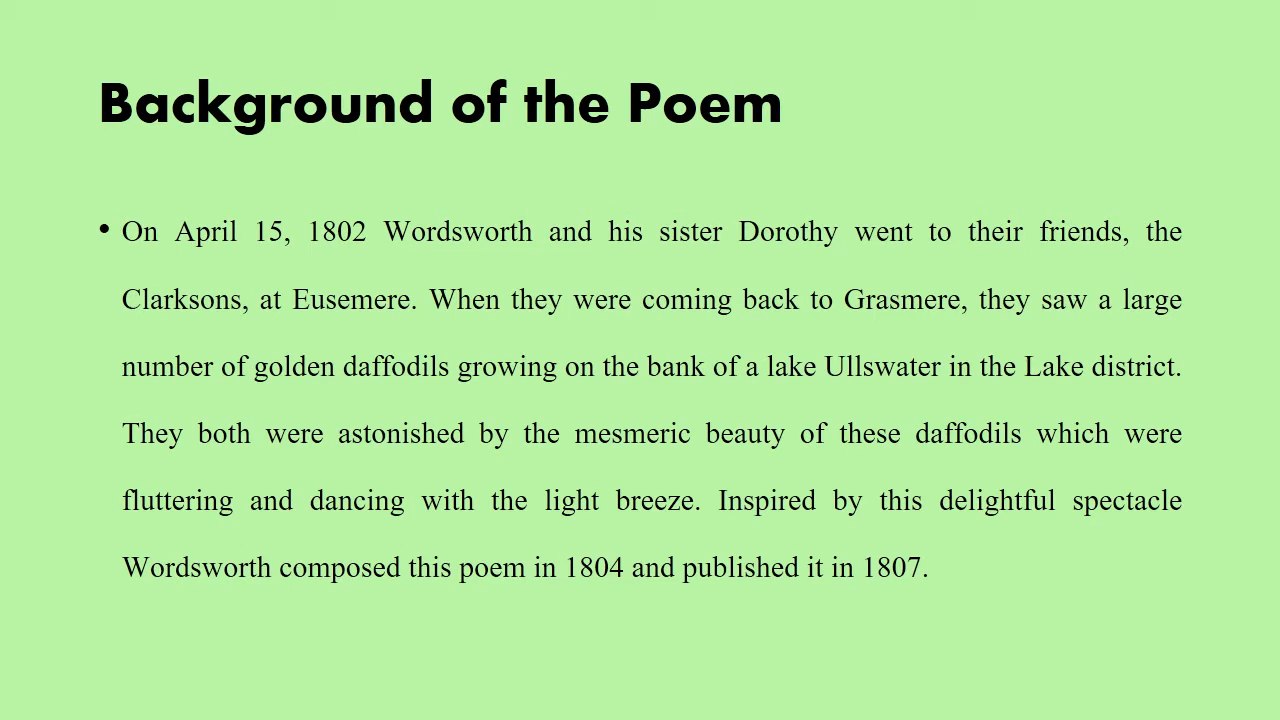 Background of the Poem
• On April 15, 1802 Wordsworth and his sister Dorothy went to their friends, the
Clarksons, at Eusemere. When they were coming back to Grasmere, they saw a large
number of golden daffodils growing on the bank of a lake Ullswater in the Lake district.
They both were astonished by the mesmeric beauty of these daffodils which were
fluttering and dancing with the light breeze. Inspired by this delightful spectacle
Wordsworth composed this poem in 1804 and published it in 1807.